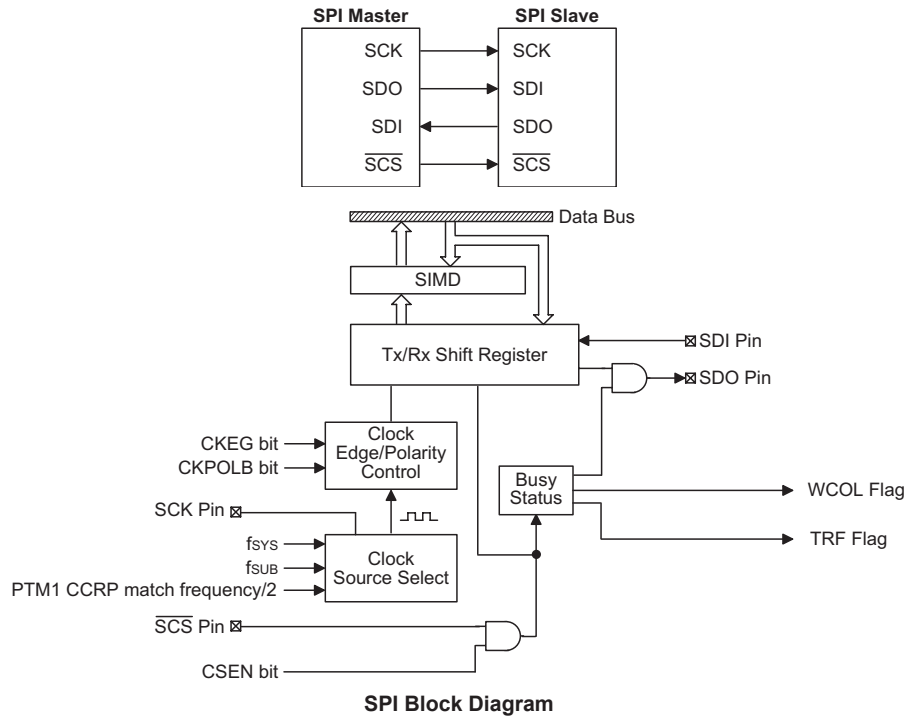 SPI Master
SPI Slave
SCK
SCK
SDO
SDI
SDI
SDO
SCS
SCS
Data Bus
SIMD
Tx/Rx Shift Register
SDI Pin
SDO Pin
CKEG bit
CKPOLB bit
Clock
Edge/Polarity
Control
Busy
Status
WCOL Flag
TRF Flag
SCK Pin
fSYS
fSUB
PTM1 CCRP match frequency/2
Clock
Source Select
SCS Pin
CSEN bit
SPI Block Diagram